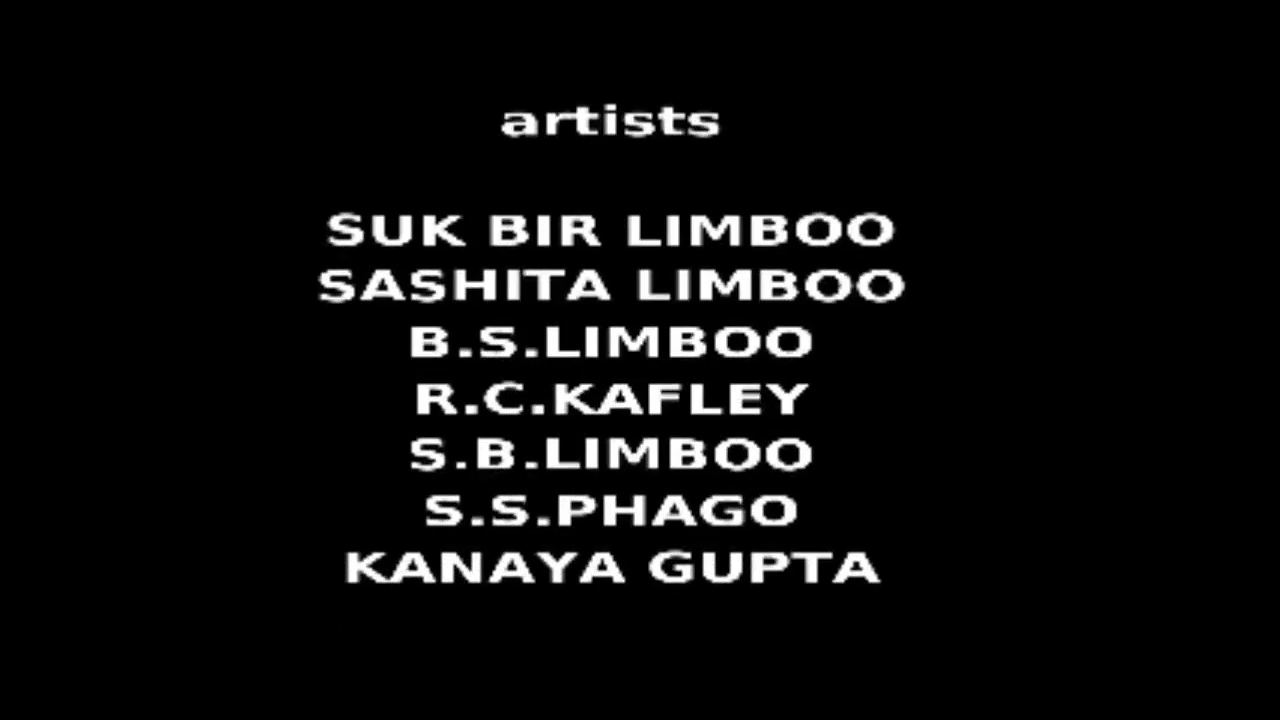 artists
SUK BIR LIMBOO
SASHITA LIMBOO
B.S.LIMBOO
R.C.KAFLEY
S.B.LIMBOO
S.S.PHAGO
KANAYA GUPTA